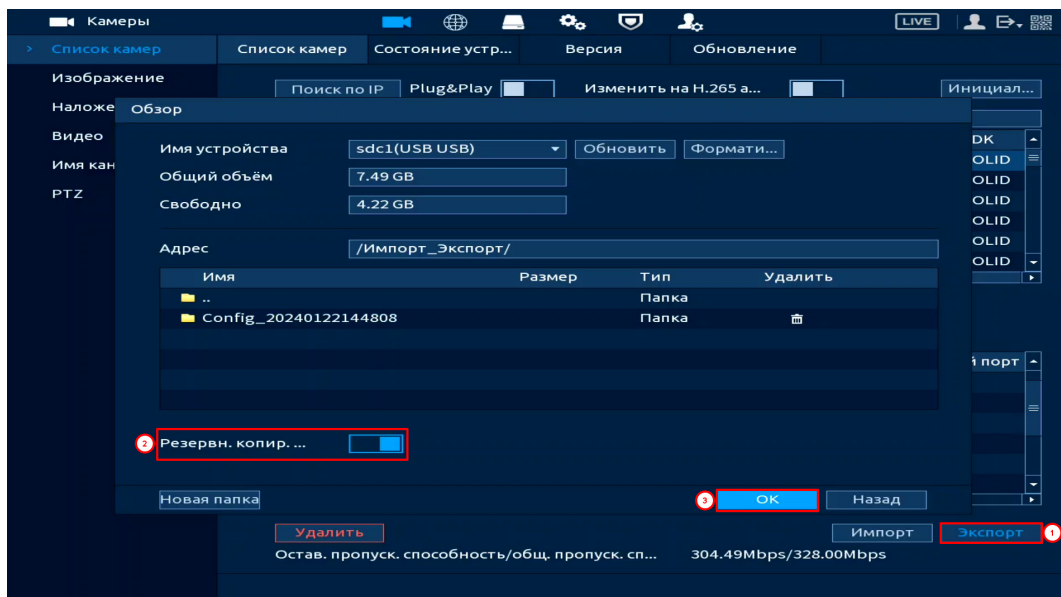 Камеры LIVE
Список камер Список камер Состояние устр... Версия Обновление
Изображение
Поиск по IP Plug&Play Изменить на H.265 а... Инициал...
Наложе Обзор
Видео DK
Имя устройства sdc1(USB USB) Обновить Формати...
Имя кан OLID
Общий объём 7.49 GB OLID
PTZ
Свободно 4.22 GB OLID
OLID
Адрес /Импорт_Экспорт/ OLID
OLID
Имя Размер Тип Удалить
.. Папка
Config_20240122144808 Папка
й порт
2 Резервн. копир. ...
Новая папка 3 OK Назад
Удалить Импорт Экспорт 1
Остав. пропуск. способность/общ. пропуск. сп... 304.49Mbps/328.00Mbps